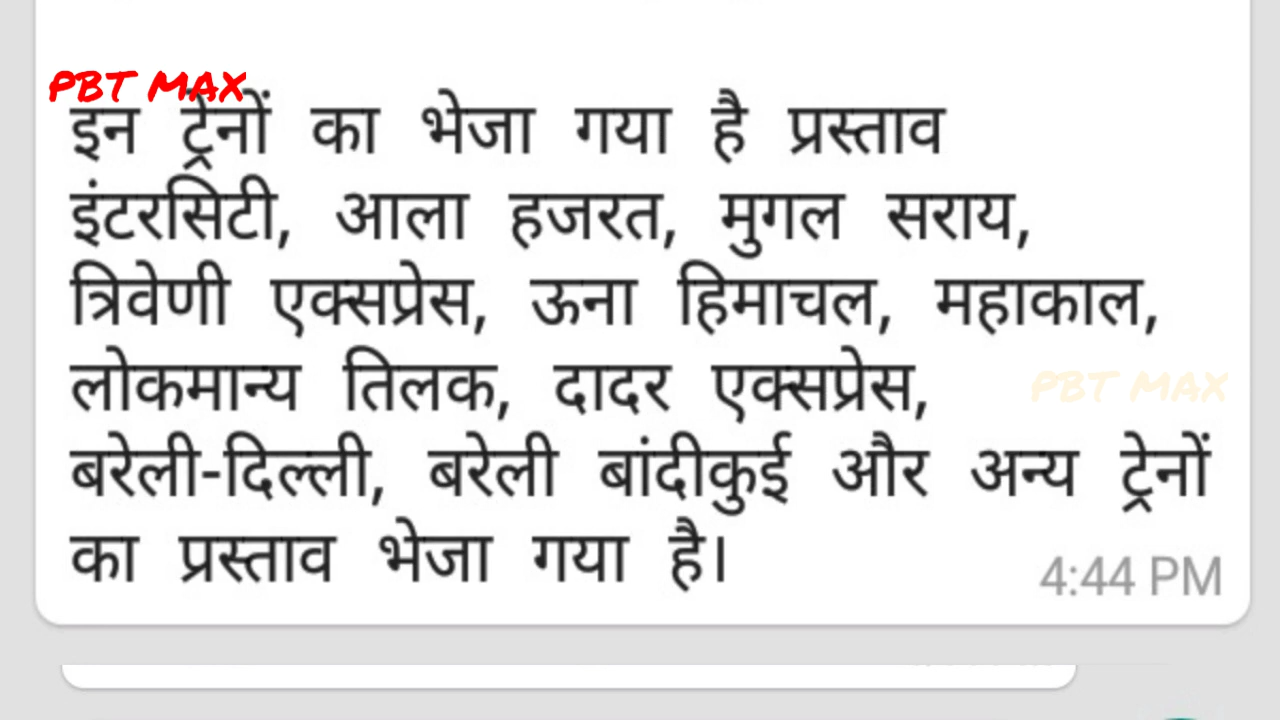 PBT MAX
इन ट्रेनों का भेजा गया है प्रस्ताव
इंटरसिटी, आला हजरत, मुगल सराय,
त्रिवेणी एक्सप्रेस, ऊना हिमाचल, महाकाल,
लोकमान्य तिलक, दादर एक्सप्रेस,
PBT MAX
बरेली-दिल्ली, बरेली बांदीकुई और अन्य ट्रेनों
का प्रस्ताव भेजा गया है।
4:44 PM